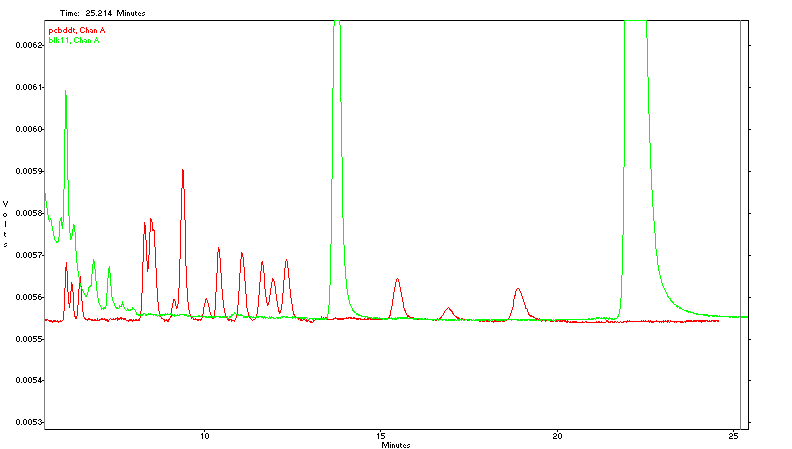 Time: 25.214 Minutes
pcbddt, Chan A
blk11, Chan A
0.0062
0.0061
0.0060
0.0059
0.0058
0.0057
0.0056
0.0055
0.0054
0.0053
Volts
10
15
20
25
Minutes